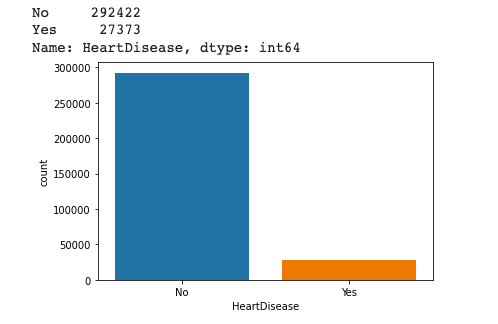 No 292422
Yes 27373
Name: HeartDisease, dtype: int64
300000
250000
200000
150000
100000
50000
0
count
No Yes
HeartDisease